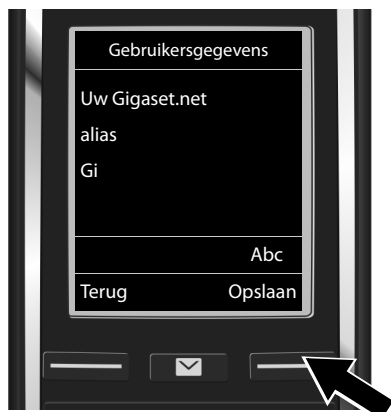 Gebruikersgegevens
Uw Gigaset.net
alias
Gi
Abc
Terug Opslaan